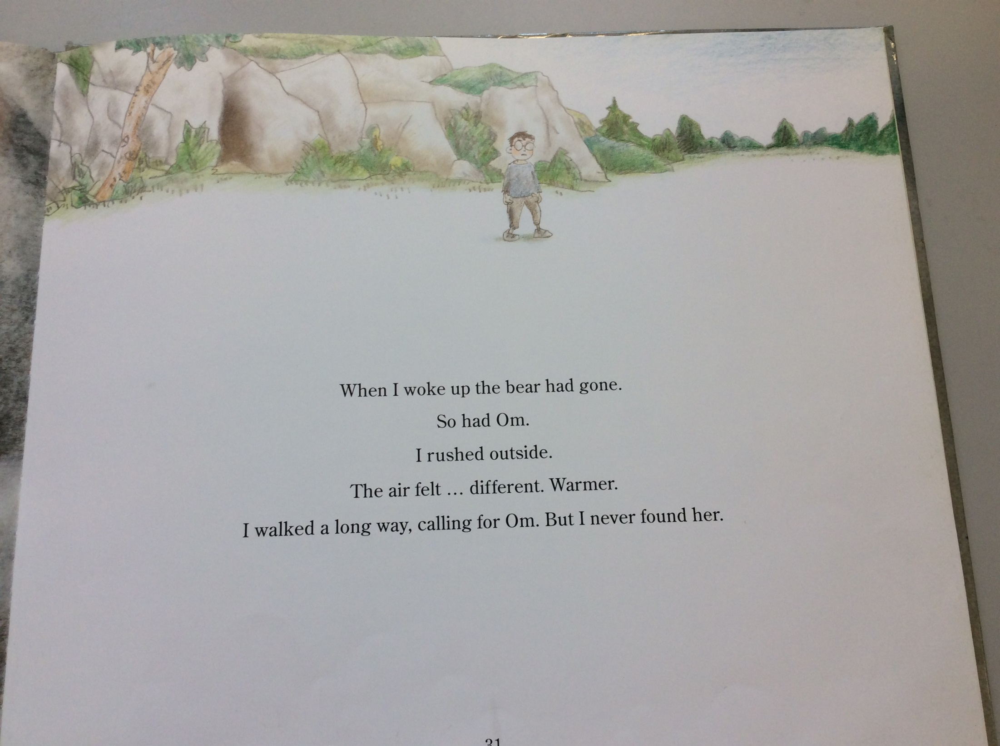 When I woke up the bear had gone.
So had Om.
I rushed outside.
The air felt ... different. Warmer.
I walked a long way, calling for Om. But I never found her.
31